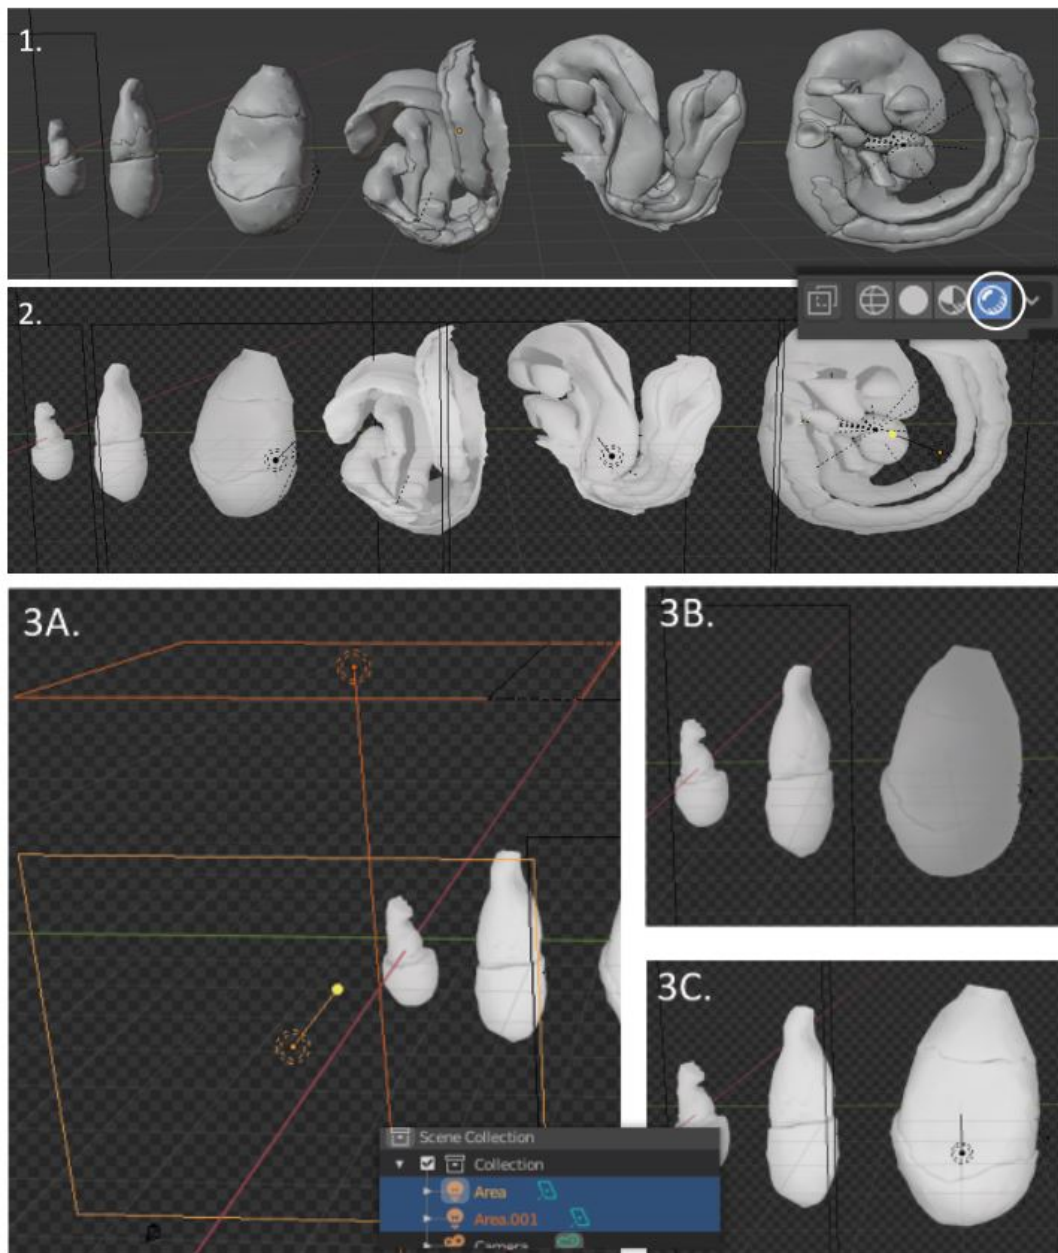 1.
2.
3A.
3B.
3C.
Scene Collection
Collection
Area
Area.001
Camera